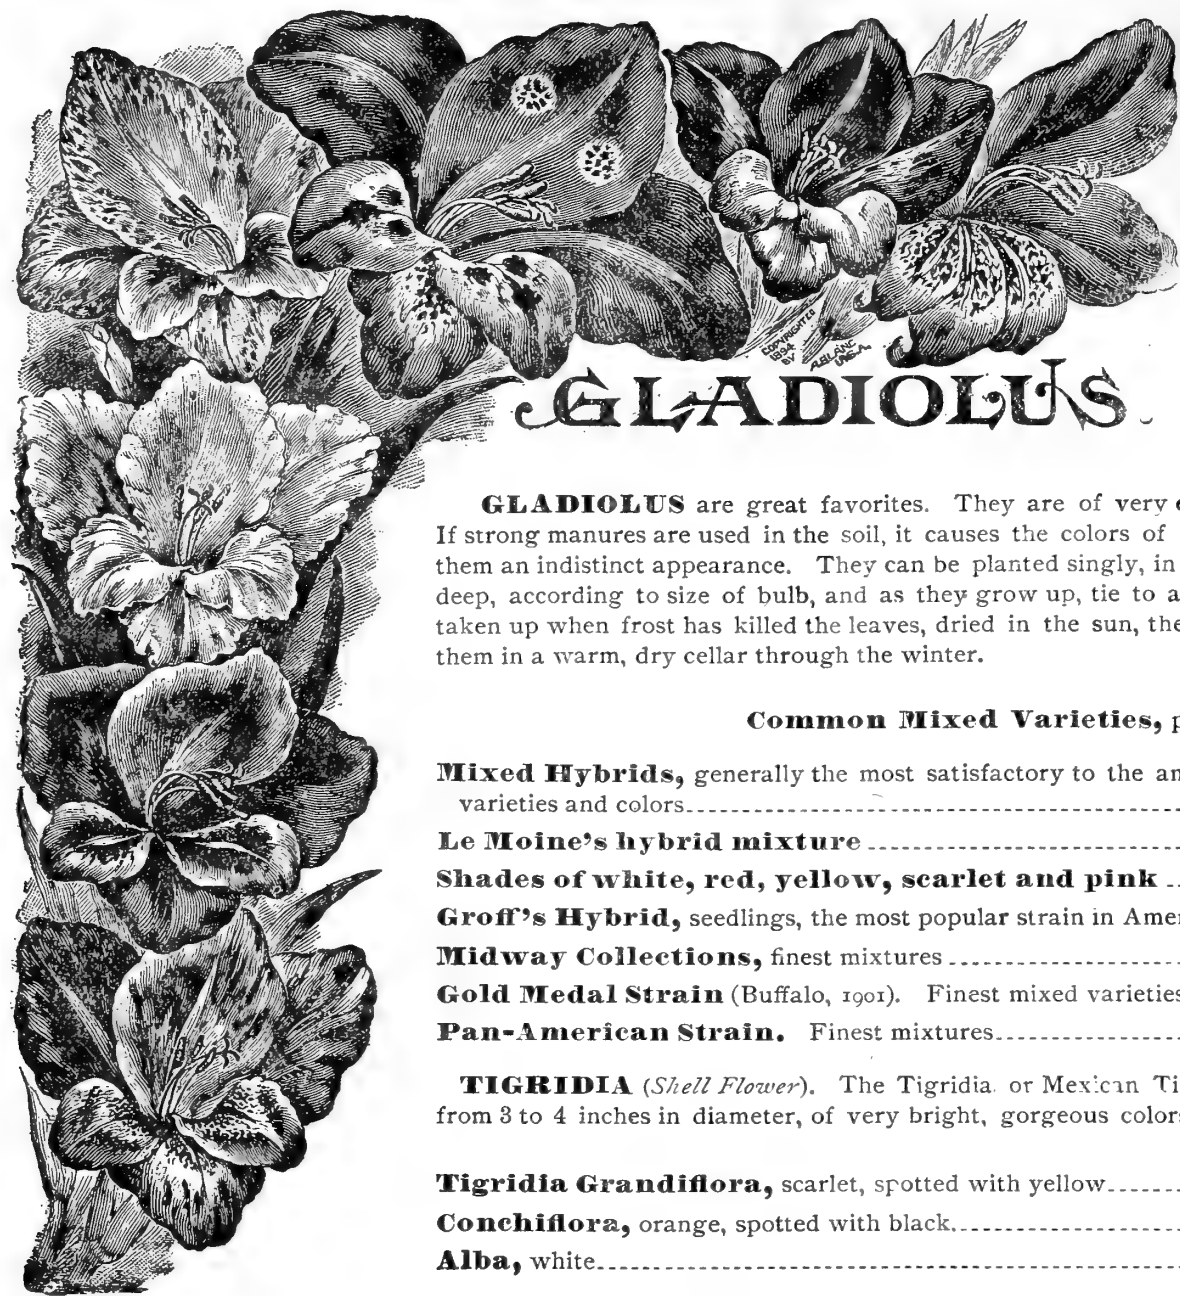 COPYRIGHTED
1894
BY
A. BLANC
GLADIOLUS
GLADIOLUS are great favorites. They are of very
If strong manures are used in the soil, it causes the colors of
them an indistinct appearance. They can be planted singly, in
deep, according to size of bulb, and as they grow up, tie to a
taken up when frost has killed the leaves, dried in the sun, the
them in a warm, dry cellar through the winter.
Common Mixed Varieties, p
Mixed Hybrids, generally the most satisfactory to the am
varieties and colors
Le Moine's hybrid mixture
Shades of white, red, yellow, scarlet and pink
Groff's Hybrid, seedlings, the most popular strain in Amer
Midway Collections, finest mixtures
Gold Medal Strain (Buffalo, 1901). Finest mixed varieties
Pan-American Strain. Finest mixtures
TIGRIDIA (Shell Flower). The Tigridia or Mexican Ti
from 3 to 4 inches in diameter, of very bright, gorgeous colors
Tigridia Grandiflora, scarlet, spotted with yellow
Conchiflora, orange, spotted with black
Alba, white